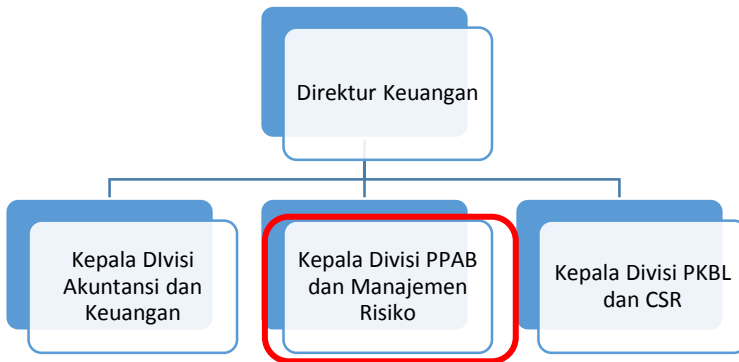 Direktur Keuangan
Kepala DIvisi
Akuntansi dan
Keuangan
Kepala Divisi PPAB
dan Manajemen
Risiko
Kepala Divisi PKBL
dan CSR